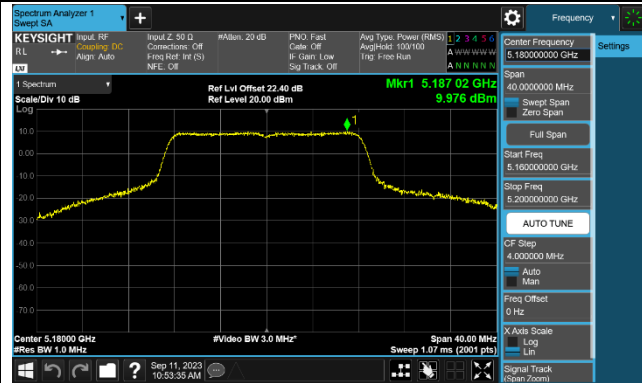 Spectrum Analyzer 1
Swept SA
Frequency
KEYSIGHT
RL
LXI
Input: RF
Coupling: DC
Align: Auto
Input Z: 50 Ω
Corrections: Off
Freq Ref: Int (S)
NFE: Off
#Atten: 20 dB
PNO: Fast
Gate: Off
IF Gain: Low
Sig Track: Off
Avg Type: Power (RMS)
Avg|Hold: 100/100
Trig: Free Run
1 2 3 4 5 6
A W W W W W
A N N N N N
Center Frequency
5.180000000 GHz
Settings
Span
40.0000000 MHz
Swept Span
Zero Span
Full Span
Start Freq
5.160000000 GHz
Stop Freq
5.200000000 GHz
AUTO TUNE
CF Step
4.000000 MHz
Auto
Man
Freq Offset
0 Hz
X Axis Scale
Log
Lin
Signal Track
(Span Zoom)
1 Spectrum
Scale/Div 10 dB
Log
Ref Lvl Offset 22.40 dB
Ref Level 20.00 dBm
Mkr1 5.187 02 GHz
9.976 dBm
1
10.0
0.00
-10.0
-20.0
-30.0
-40.0
-50.0
-60.0
-70.0
Center 5.18000 GHz
#Res BW 1.0 MHz
#Video BW 3.0 MHz*
Span 40.00 MHz
Sweep 1.07 ms (2001 pts)
?
Sep 11, 2023
10:53:35 AM